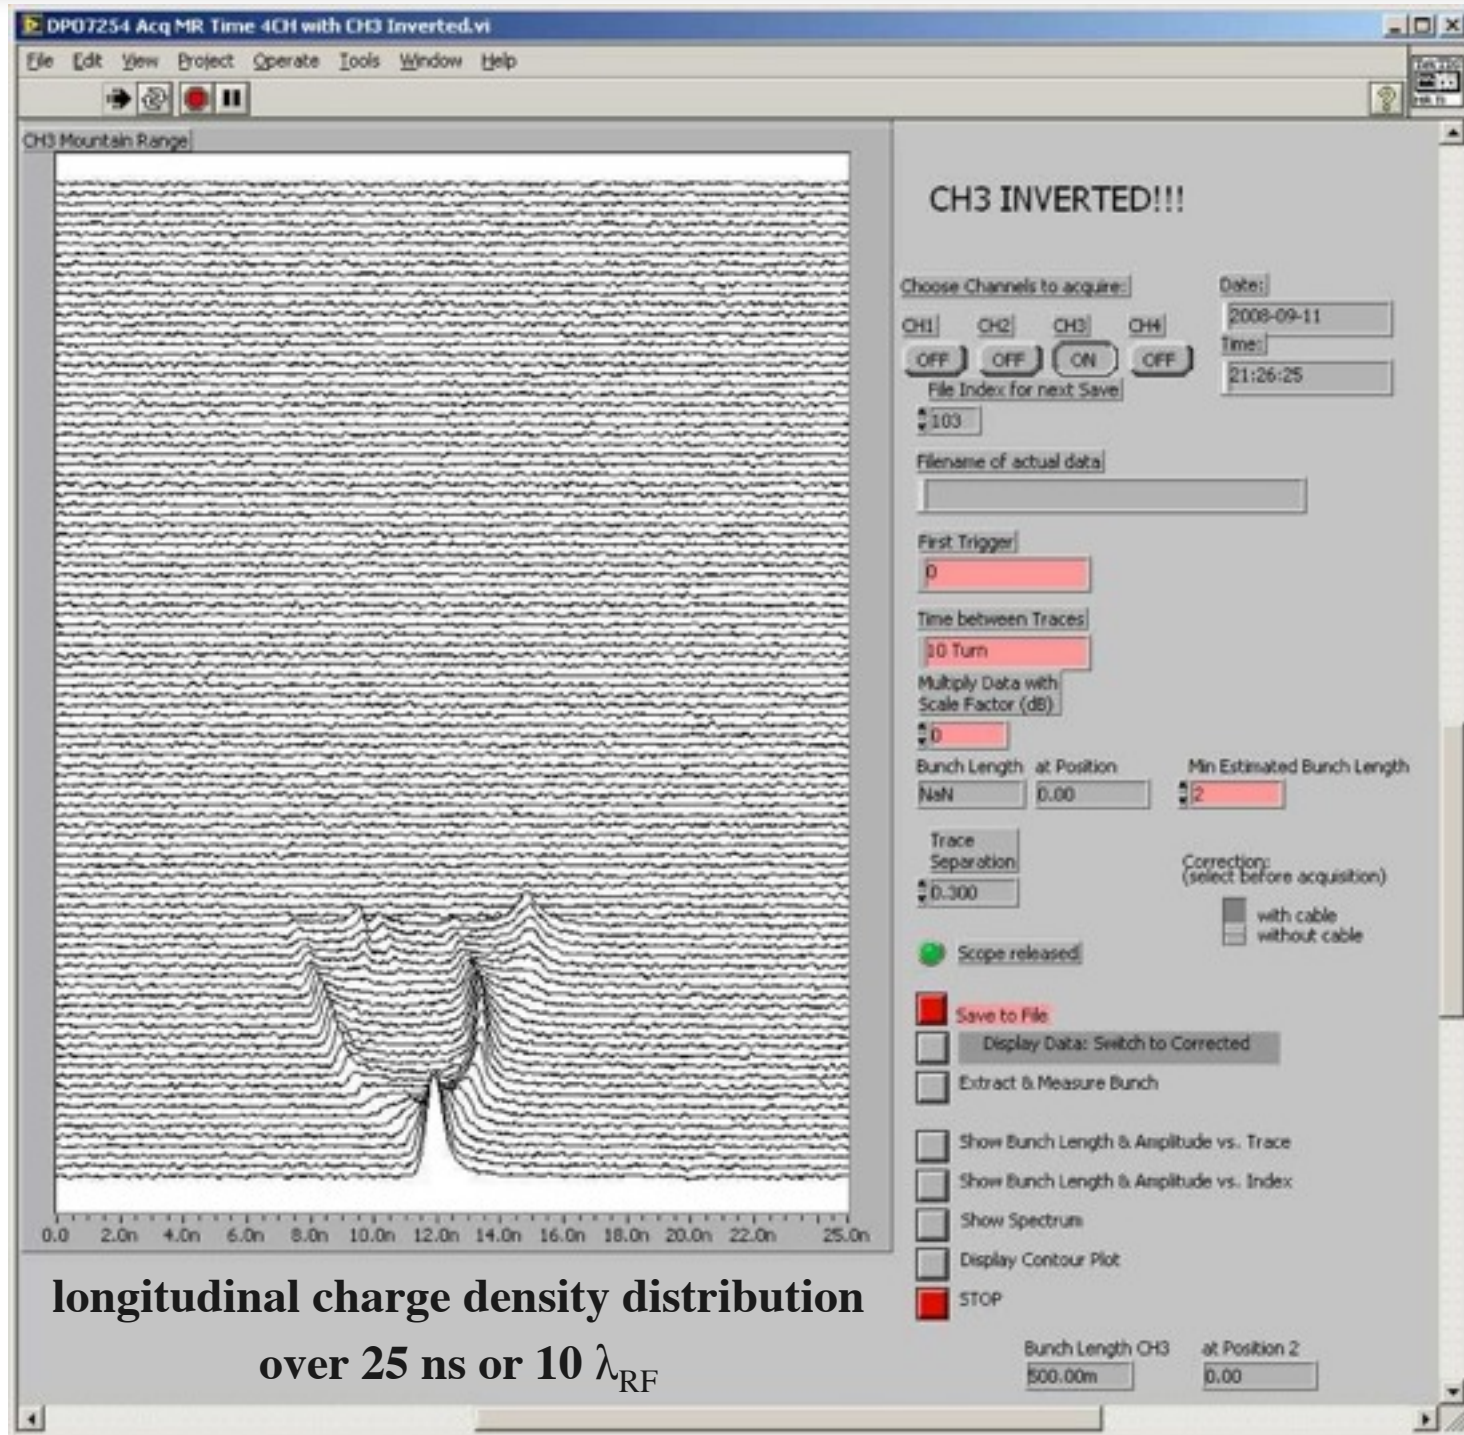 DPO7254 Acq MR Time 4CH with CH3 Inverted.vi
File Edit View Project Operate Tools Window Help
CH3 Mountain Range
CH3 INVERTED!!!
Choose Channels to acquire:
Date:
CH1 CH2 CH3 CH4
2008-09-11
OFF OFF ON OFF
Time:
21:26:25
File Index for next Save
103
Filename of actual data
First Trigger
0
Time between Traces
10 Turn
Multiply Data with
Scale Factor (dB)
0
Bunch Length at Position Min Estimated Bunch Length
NaN 0.00 2
Trace
Separation
0.300
Correction:
(select before acquisition)
with cable
without cable
Scope released
Save to File
Display Data: Switch to Corrected
Extract & Measure Bunch
Show Bunch Length & Amplitude vs. Trace
Show Bunch Length & Amplitude vs. Index
Show Spectrum
Display Contour Plot
STOP
Bunch Length CH3 at Position 2
500.00m 0.00
0.0 2.0n 4.0n 6.0n 8.0n 10.0n 12.0n 14.0n 16.0n 18.0n 20.0n 22.0n 25.0n
longitudinal charge density distribution
over 25 ns or 10 λRF